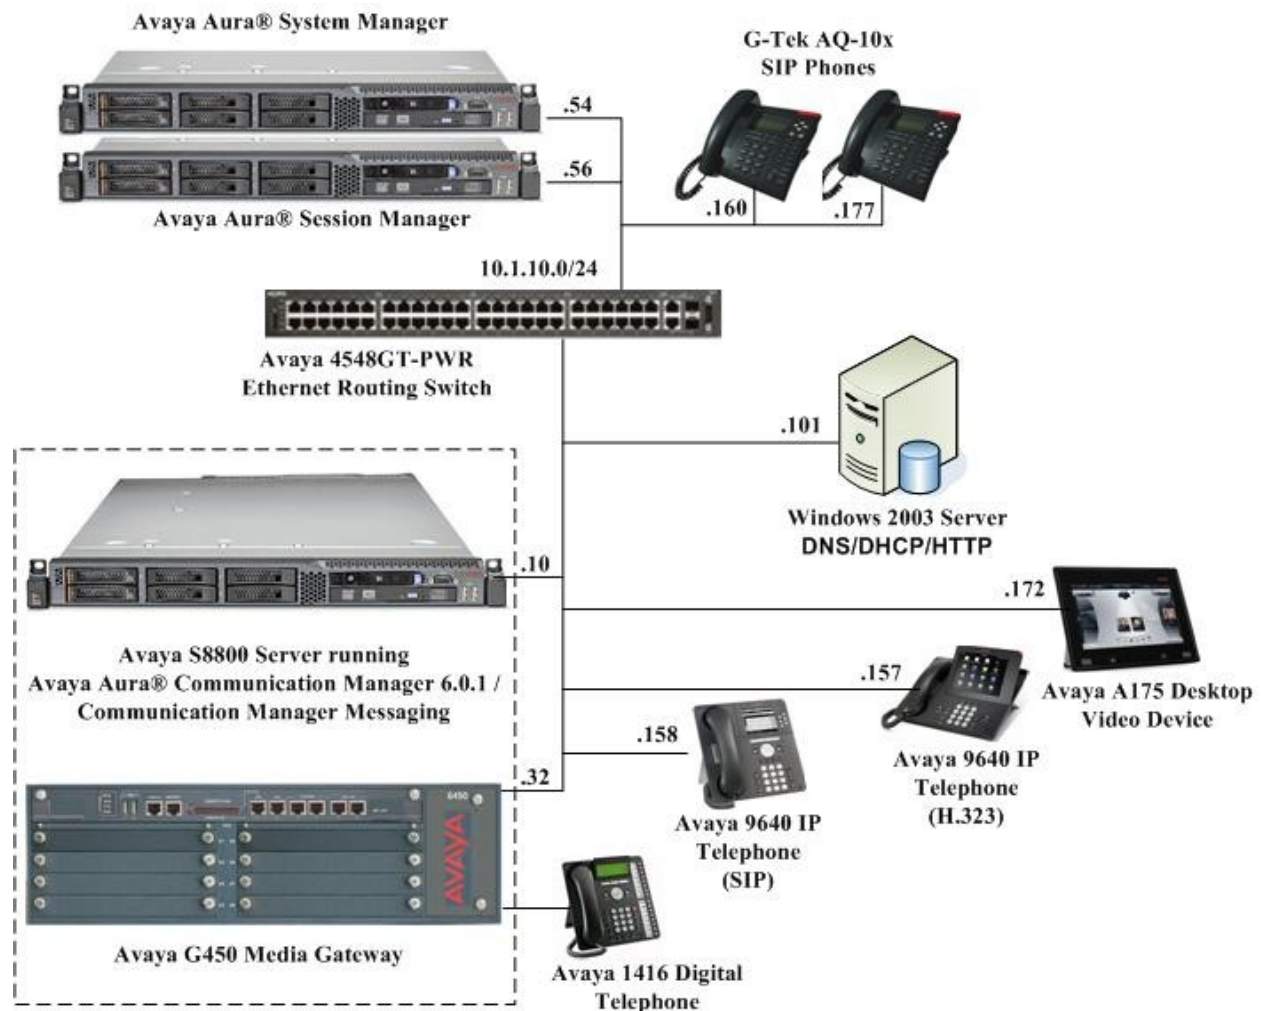 Avaya Aura® System Manager
G-Tek AQ-10x
SIP Phones
.54
.56
.160
.177
Avaya Aura® Session Manager
10.1.10.0/24
Avaya 4548GT-PWR
Ethernet Routing Switch
.101
Windows 2003 Server
DNS/DHCP/HTTP
.10
.172
Avaya S8800 Server running
Avaya Aura® Communication Manager 6.0.1 /
Communication Manager Messaging
.157
Avaya A175 Desktop
Video Device
.158
Avaya 9640 IP
Telephone
(H.323)
.32
G450
AVAYA
Avaya 9640 IP
Telephone
(SIP)
Avaya G450 Media Gateway
Avaya 1416 Digital
Telephone